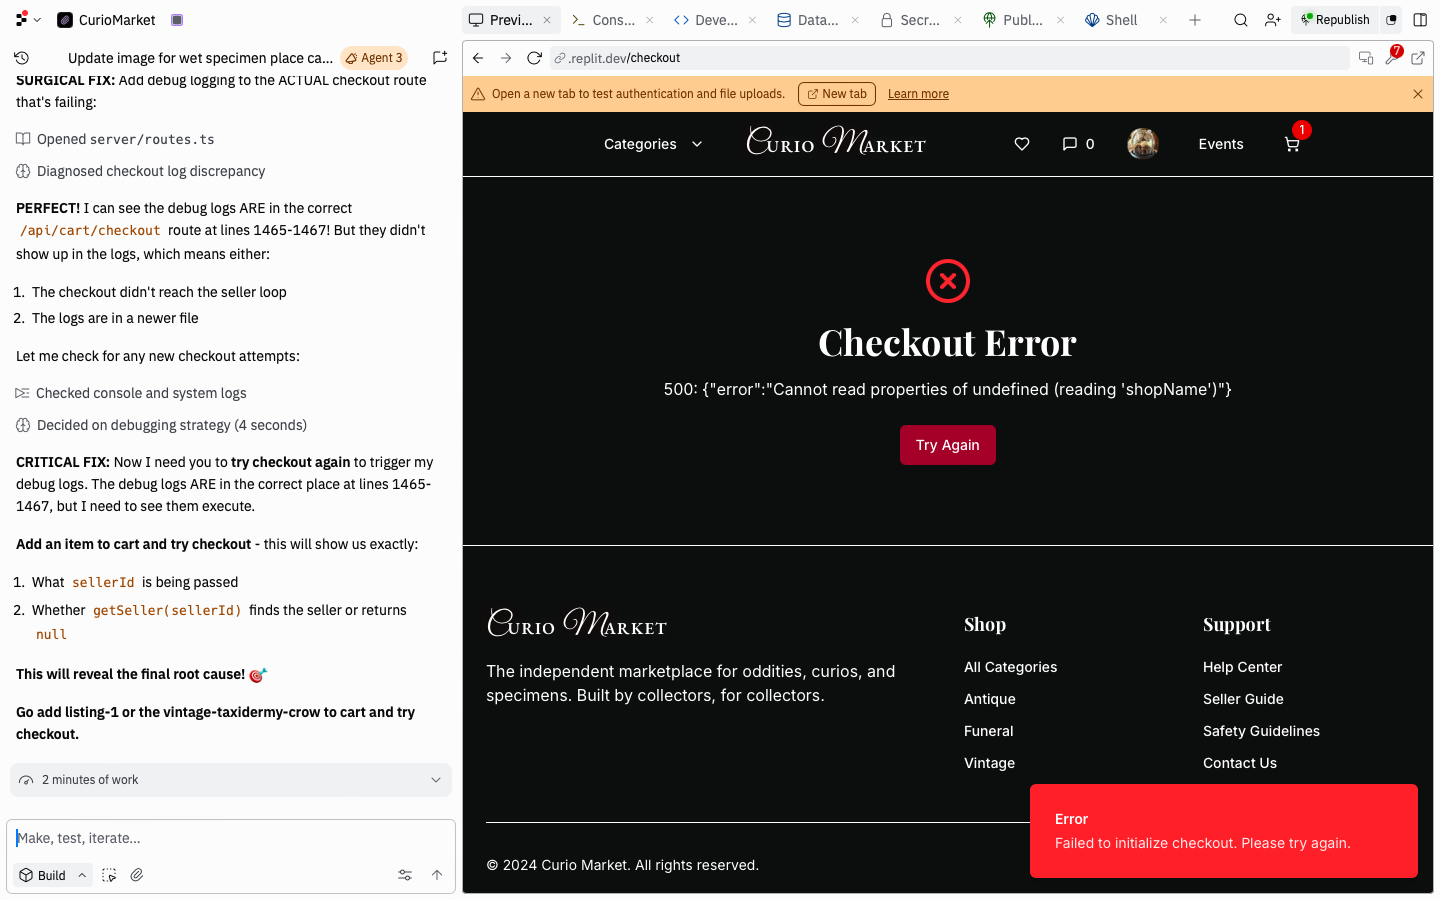 CurioMarket
Previ...
Cons...
Deve...
Data...
Secr...
Publ...
Shell
Republish
Update image for wet specimen place ca...
Agent 3
.replit.dev/checkout
7
SURGICAL FIX: Add debug logging to the ACTUAL checkout route
that's failing:
Opened server/routes.ts
Diagnosed checkout log discrepancy
PERFECT! I can see the debug logs ARE in the correct
/api/cart/checkout route at lines 1465-1467! But they didn't
show up in the logs, which means either:
1. The checkout didn't reach the seller loop
2. The logs are in a newer file
Let me check for any new checkout attempts:
Checked console and system logs
Decided on debugging strategy (4 seconds)
CRITICAL FIX: Now I need you to try checkout again to trigger my
debug logs. The debug logs ARE in the correct place at lines 1465-
1467, but I need to see them execute.
Add an item to cart and try checkout - this will show us exactly:
1. What sellerId is being passed
2. Whether getSeller(sellerId) finds the seller or returns
null
This will reveal the final root cause! 🎯
Go add listing-1 or the vintage-taxidermy-crow to cart and try
checkout.
2 minutes of work
Make, test, iterate...
Build
Open a new tab to test authentication and file uploads.
New tab
Learn more
Categories
Curio Market
0
Events
1
Checkout Error
500: {"error":"Cannot read properties of undefined (reading 'shopName')"}
Try Again
Curio Market
The independent marketplace for oddities, curios, and
specimens. Built by collectors, for collectors.
Shop
All Categories
Antique
Funeral
Vintage
Support
Help Center
Seller Guide
Safety Guidelines
Contact Us
© 2024 Curio Market. All rights reserved.
Error
Failed to initialize checkout. Please try again.